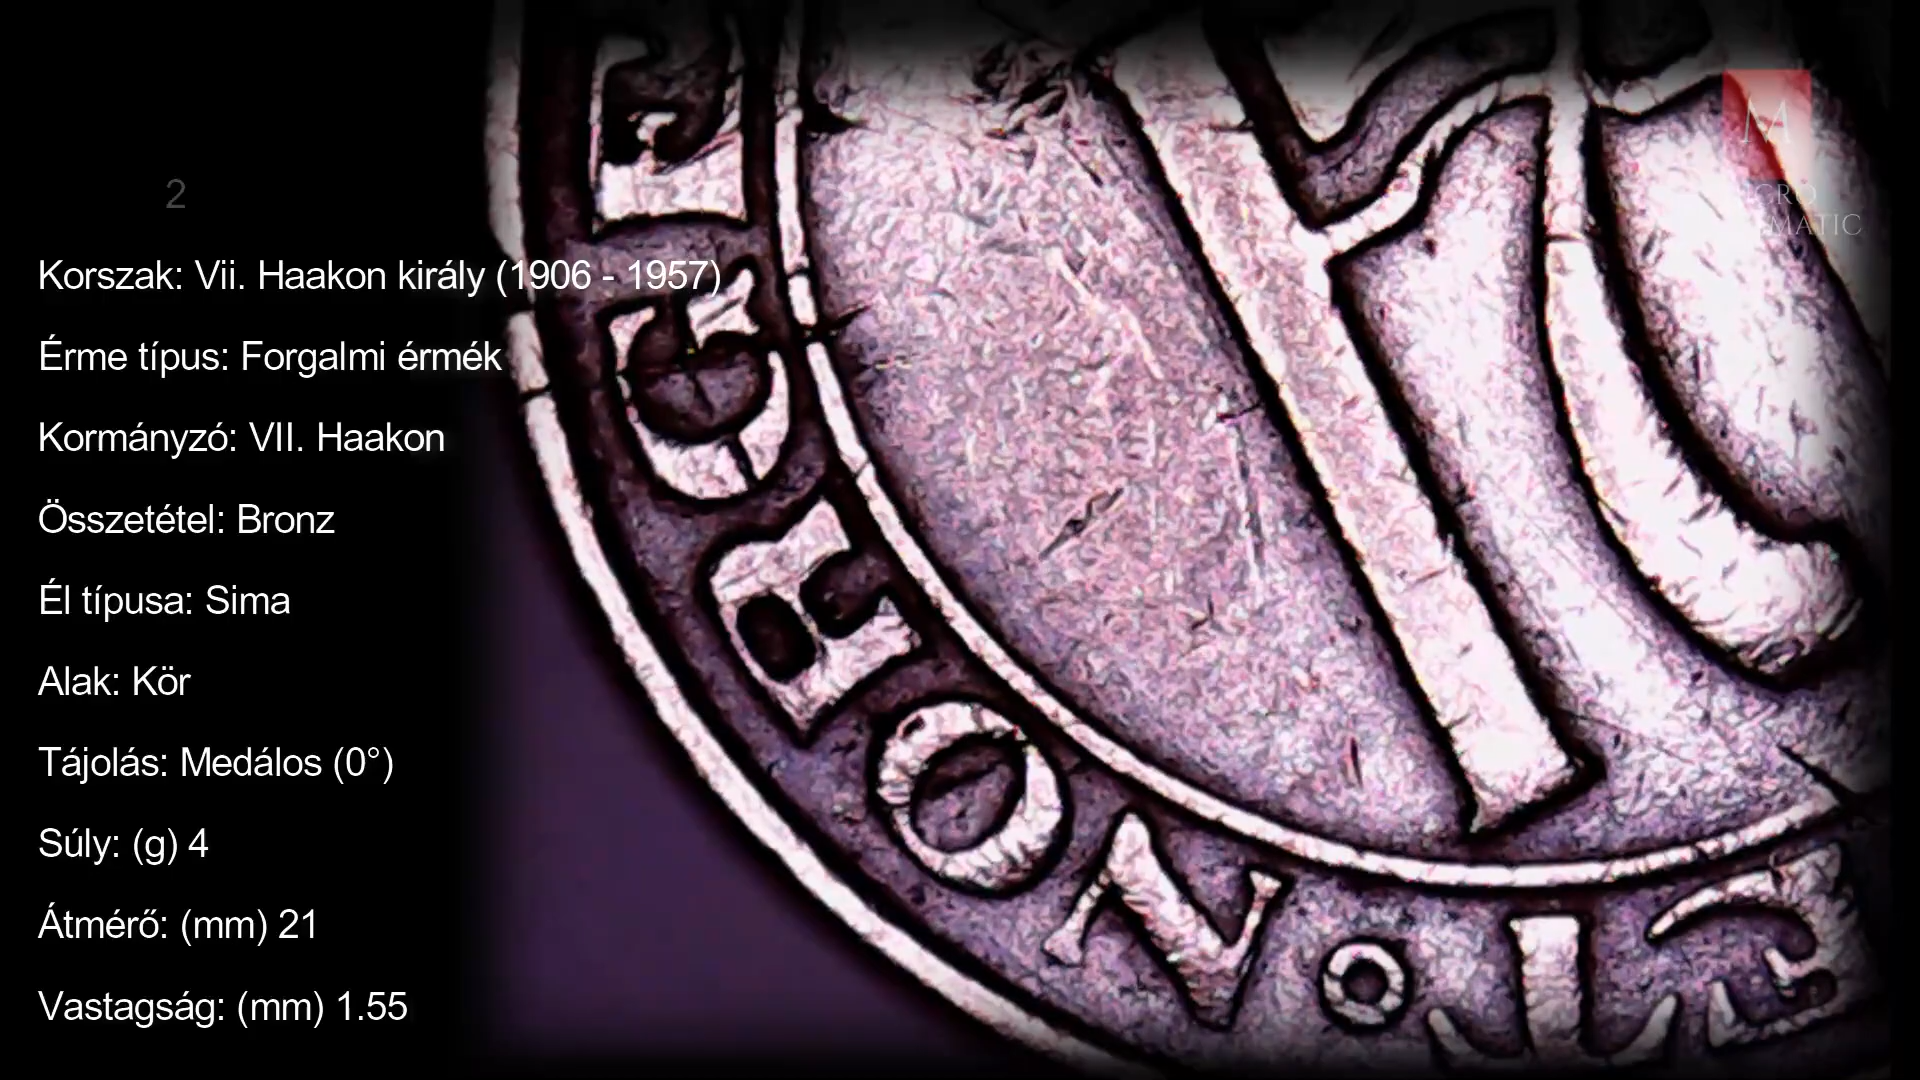 2
Korszak: Vii. Haakon király (1906 - 1957)
Érme típus: Forgalmi érmék
Kormányzó: VII. Haakon
Összetétel: Bronz
Él típusa: Sima
Alak: Kör
Tájolás: Medálos (0°)
Súly: (g) 4
Átmérő: (mm) 21
Vastagság: (mm) 1.55
NORGE